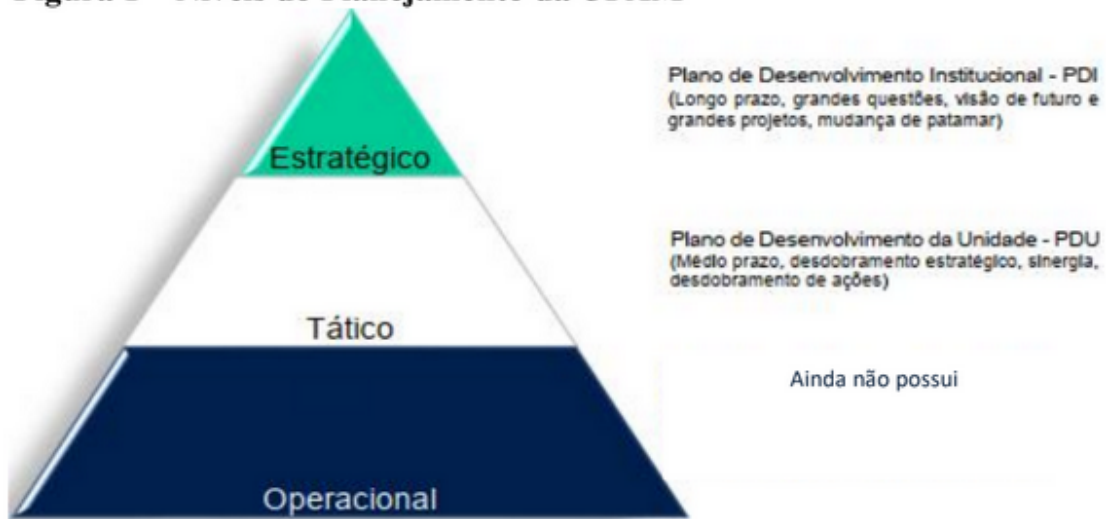 Plano de Desenvolvimento Institucional - PDI
(Longo prazo, grandes questões, visão de futuro e
grandes projetos, mudança de patamar)
Estratégico
Plano de Desenvolvimento da Unidade - PDU
(Médio prazo, desdobramento estratégico, sinergia,
desdobramento de ações)
Tático
Ainda não possui
Operacional